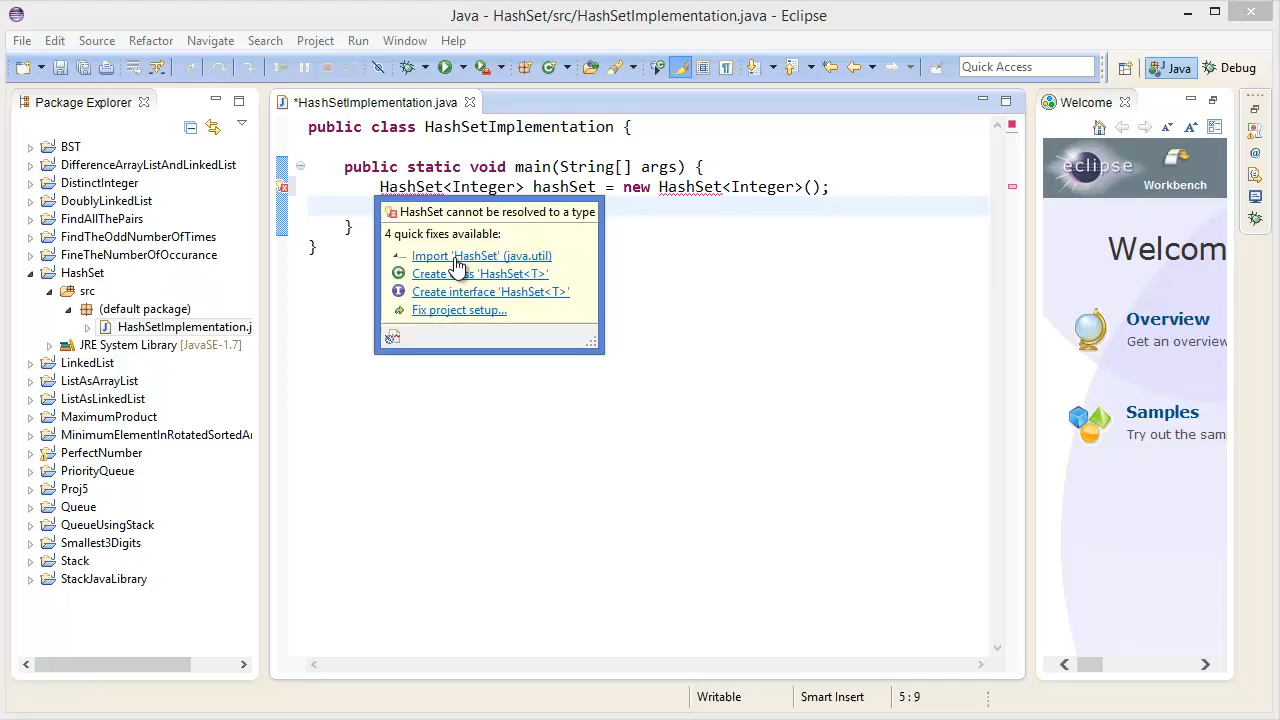 Java - HashSet/src/HashSetImplementation.java - Eclipse
File Edit Source Refactor Navigate Search Project Run Window Help
Quick Access
Java
Debug
Package Explorer
BST
DifferenceArrayListAndLinkedList
DistinctInteger
DoublyLinkedList
FindAllThePairs
FindTheOddNumberOfTimes
FineTheNumberOfOccurance
HashSet
src
(default package)
HashSetImplementation.j
JRE System Library [JavaSE-1.7]
LinkedList
ListAsArrayList
ListAsLinkedList
MaximumProduct
MinimumElementInRotatedSortedAr
PerfectNumber
PriorityQueue
Proj5
Queue
QueueUsingStack
Smallest3Digits
Stack
StackJavaLibrary
*HashSetImplementation.java
public class HashSetImplementation {
public static void main(String[] args) {
HashSet<Integer> hashSet = new HashSet<Integer>();
}
}
HashSet cannot be resolved to a type
4 quick fixes available:
Import 'HashSet' (java.util)
Create class 'HashSet<T>'
Create interface 'HashSet<T>'
Fix project setup...
Welcome
eclipse
Workbench
Welcom
Overview
Get an overview
Samples
Try out the sam
Writable
Smart Insert
5 : 9